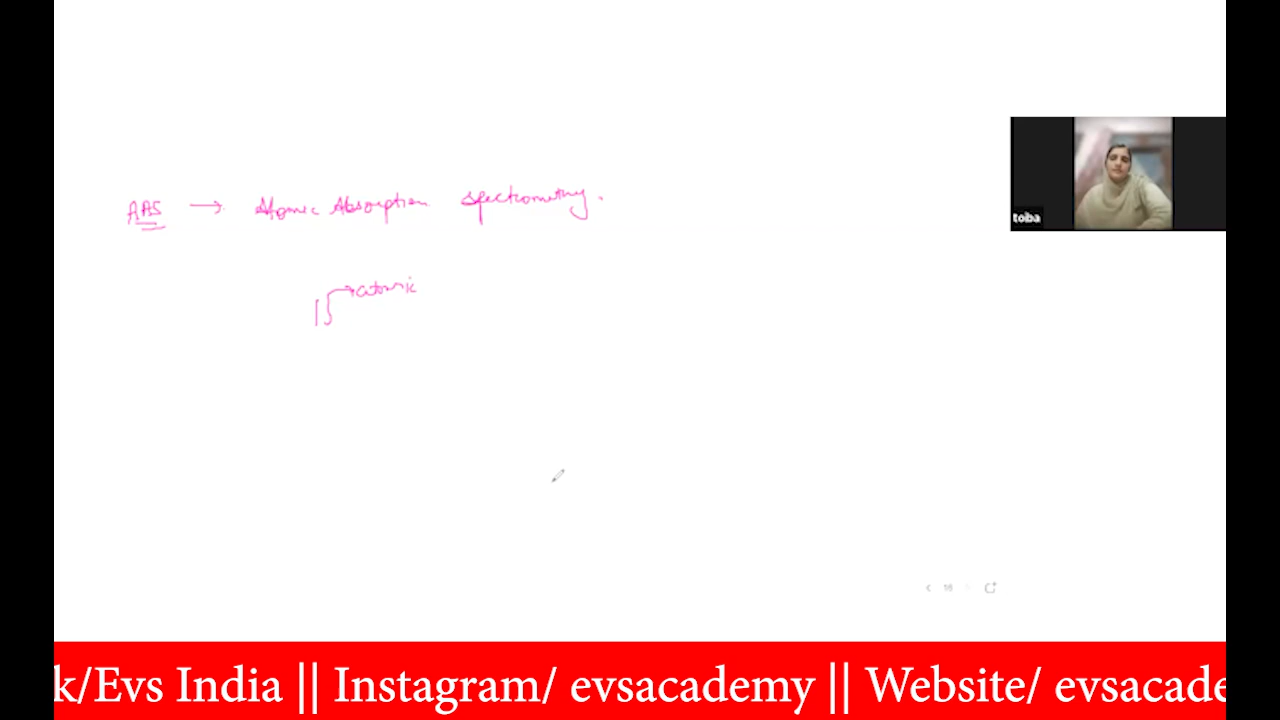 AAS → Atomic Absorption Spectrometry.
toiba
→ atomic
k/Evs India || Instagram/ evsacademy || Website/ evsacade